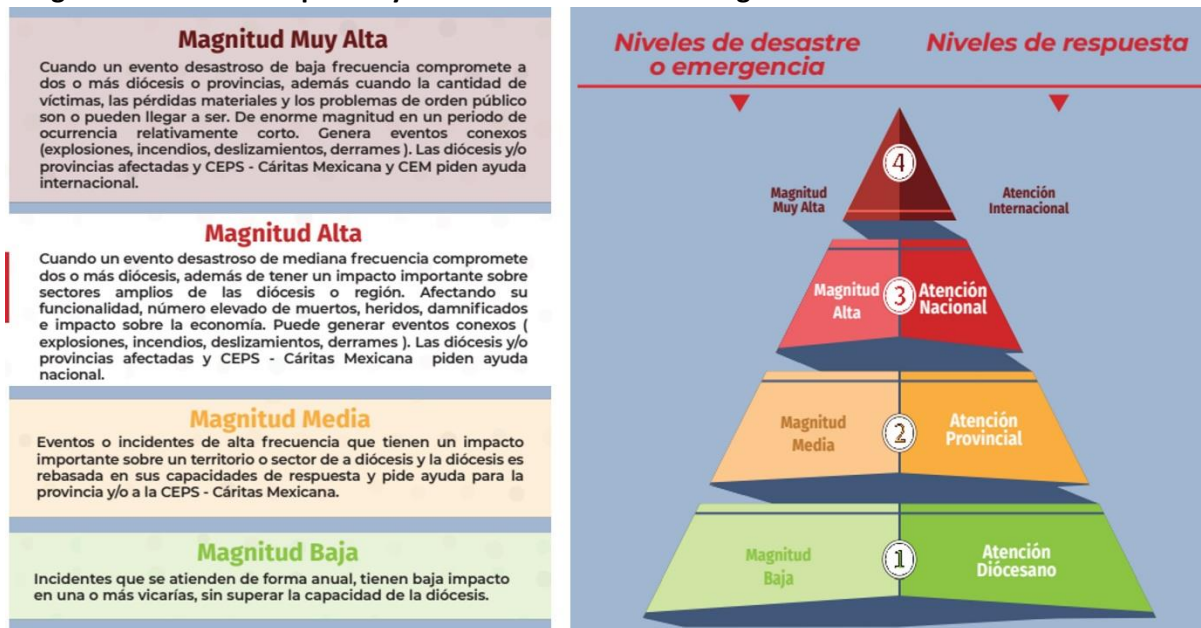 Magnitud Muy Alta
Cuando un evento desastroso de baja frecuencia compromete a
dos o más diócesis o provincias, además cuando la cantidad de
víctimas, las pérdidas materiales y los problemas de orden público
son o pueden llegar a ser. De enorme magnitud en un periodo de
ocurrencia relativamente corto. Genera eventos conexos
(explosiones, incendios, deslizamientos, derrames ). Las diócesis y/o
provincias afectadas y CEPS - Cáritas Mexicana y CEM piden ayuda
internacional.
Magnitud Alta
Cuando un evento desastroso de mediana frecuencia compromete
dos o más diócesis, además de tener un impacto importante sobre
sectores amplios de las diócesis o región. Afectando su
funcionalidad, número elevado de muertos, heridos, damnificados
e impacto sobre la economía. Puede generar eventos conexos (
explosiones, incendios, deslizamientos, derrames ). Las diócesis y/o
provincias afectadas y CEPS - Cáritas Mexicana piden ayuda
nacional.
Magnitud Media
Eventos o incidentes de alta frecuencia que tienen un impacto
importante sobre un territorio o sector de a diócesis y la diócesis es
rebasada en sus capacidades de respuesta y pide ayuda para la
provincia y/o a la CEPS - Cáritas Mexicana.
Magnitud Baja
Incidentes que se atienden de forma anual, tienen baja impacto
en una o más vicarías, sin superar la capacidad de la diócesis.
Niveles de desastre
o emergencia
Niveles de respuesta
4
Magnitud
Muy Alta
Atención
Internacional
Magnitud
Alta
3
Atención
Nacional
Magnitud
Media
2
Atención
Provincial
Magnitud
Baja
1
Atención
Diócesano